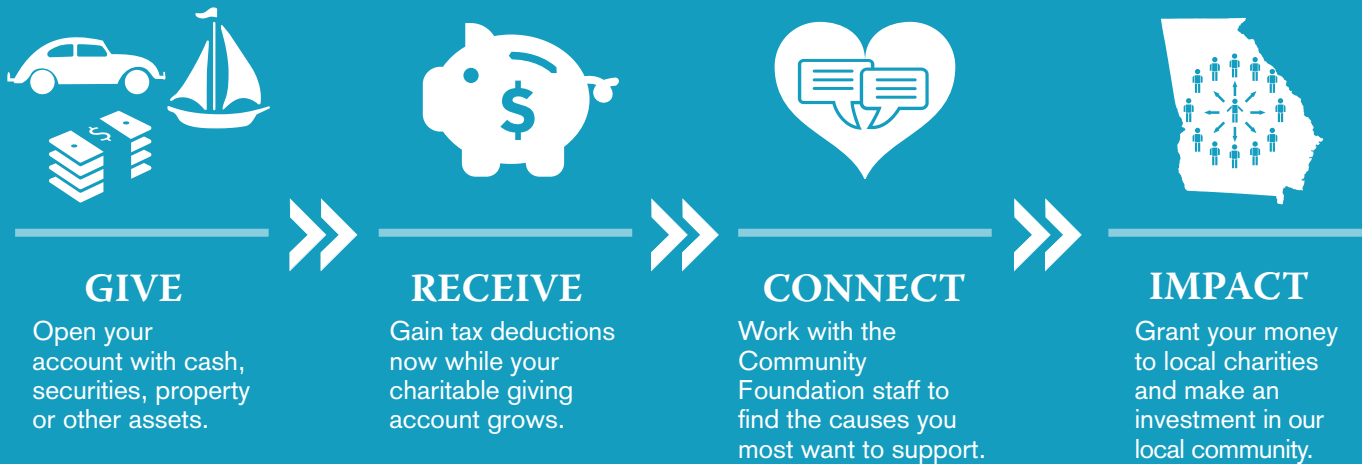 $
$
GIVE
Open your
account with cash,
securities, property
or other assets.
RECEIVE
Gain tax deductions
now while your
charitable giving
account grows.
CONNECT
Work with the
Community
Foundation staff to
find the causes you
most want to support.
IMPACT
Grant your money
to local charities
and make an
investment in our
local community.